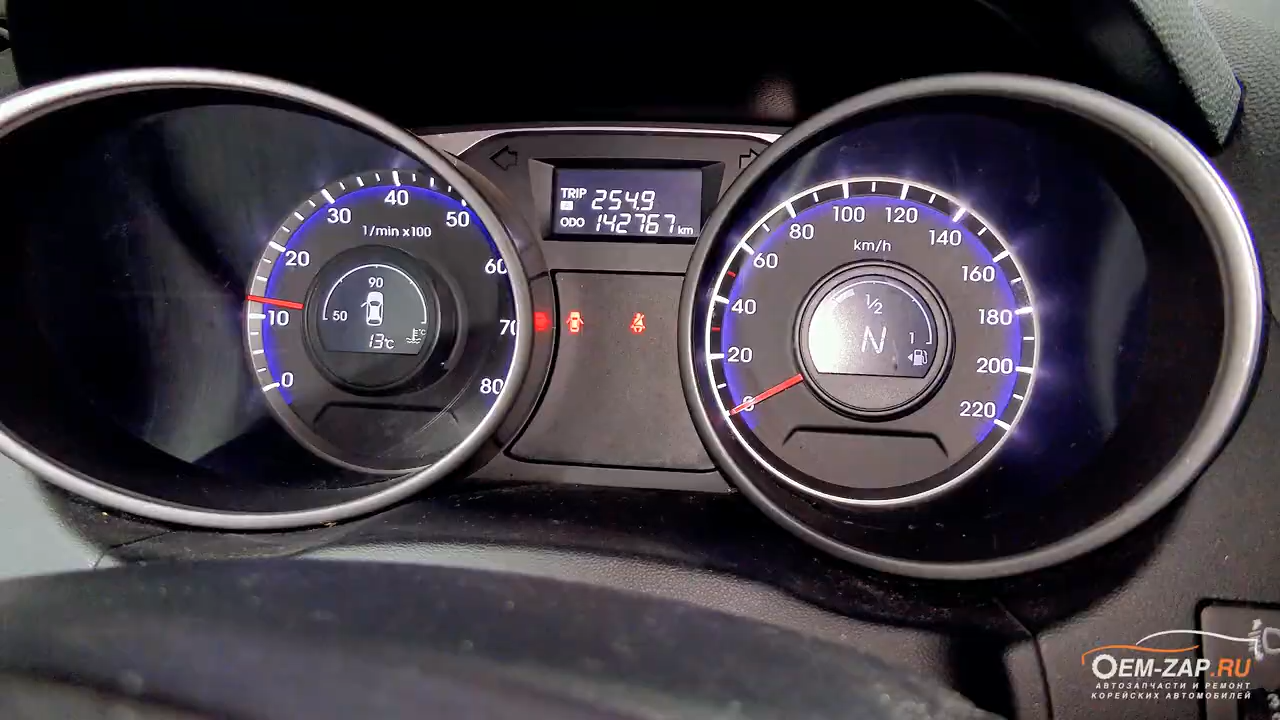 TRIP A 254.9
ODO 142767 km
0
10
20
30
40
50
60
70
80
1/min x100
50
90
13°C
°C
0
20
40
60
80
100
120
140
160
180
200
220
km/h
1/2
N
1
OEM-ZAP.RU
АВТОЗАПЧАСТИ И РЕМОНТ
КОРЕЙСКИХ АВТОМОБИЛЕЙ